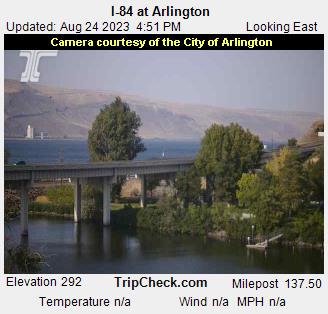 I-84 at Arlington
Updated: Aug 24 2023 4:51 PM Looking East
Camera courtesy of the City of Arlington
Elevation 292 TripCheck.com Milepost 137.50
Temperature n/a Wind n/a MPH n/a